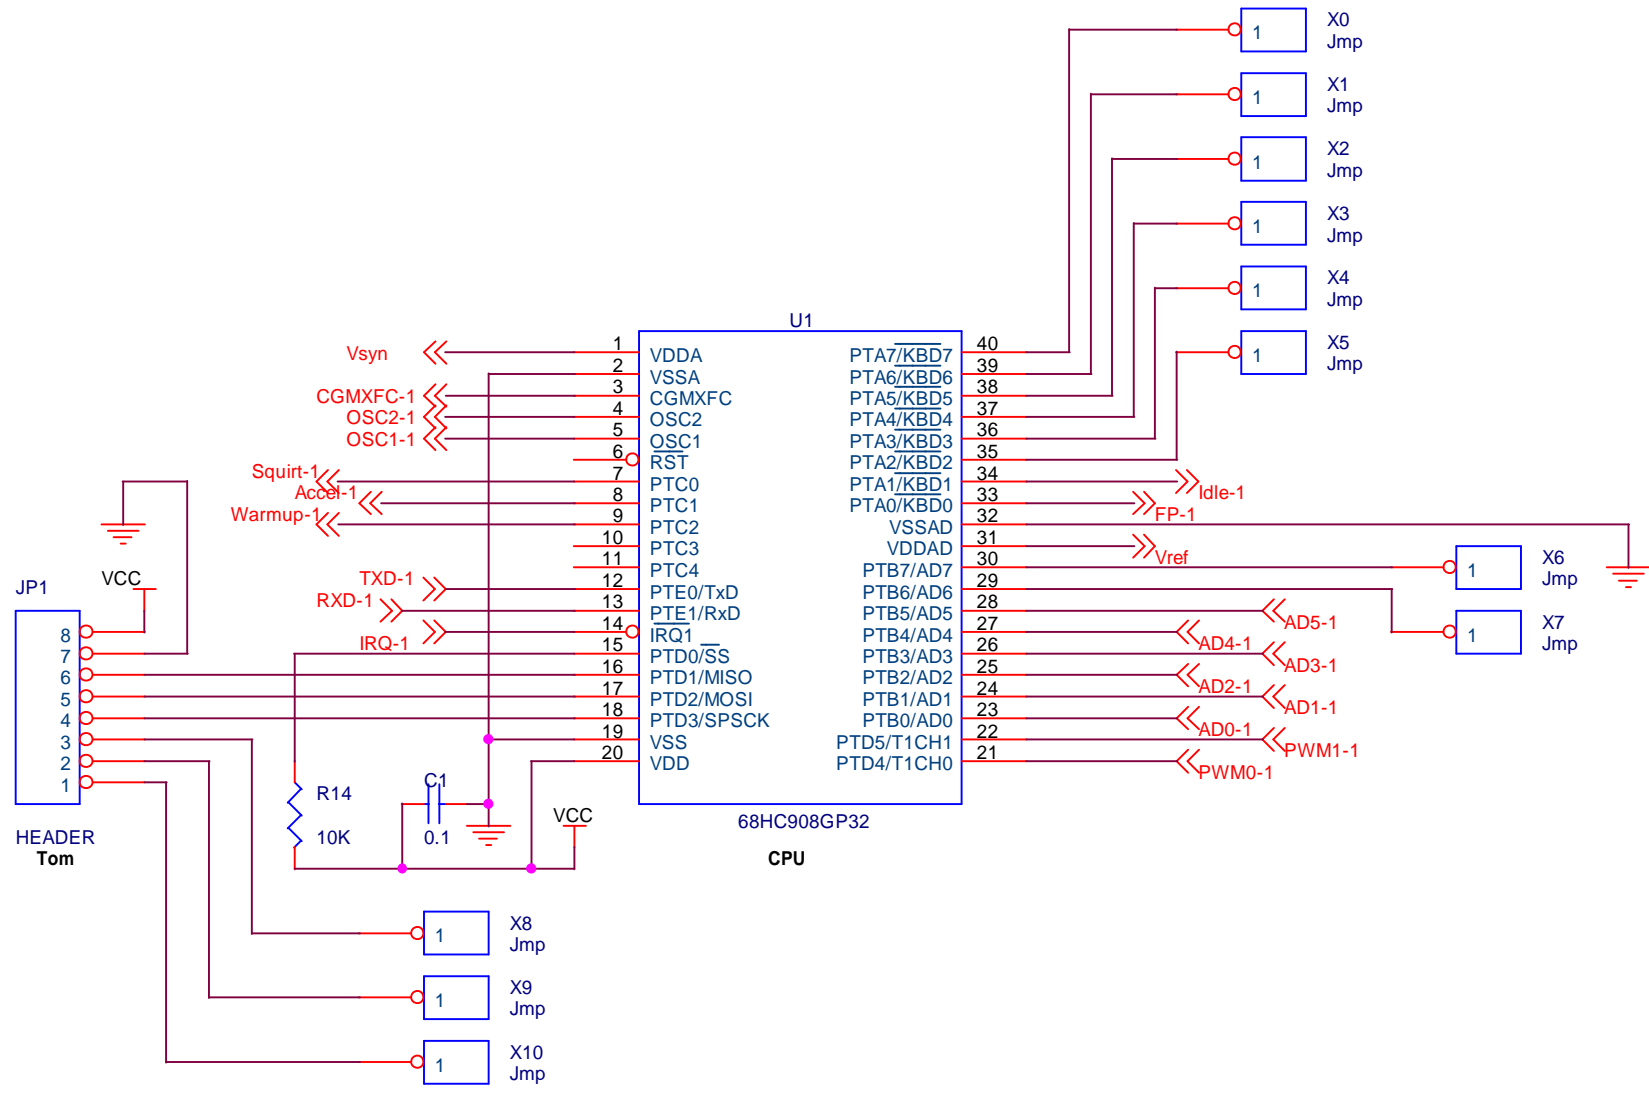 X0
Jmp
1
X1
Jmp
1
X2
Jmp
1
X3
Jmp
1
X4
Jmp
1
X5
Jmp
1
U1
Vsyn
1
VDDA
PTA7/KBD7
40
2
VSSA
PTA6/KBD6
39
CGMXFC-1
3
CGMXFC
PTA5/KBD5
38
OSC2-1
4
OSC2
PTA4/KBD4
37
OSC1-1
5
OSC1
PTA3/KBD3
36
6
RST
PTA2/KBD2
35
Squirt-1
7
PTC0
PTA1/KBD1
34
Idle-1
Accel-1
8
PTC1
PTA0/KBD0
33
FP-1
Warmup-1
9
PTC2
VSSAD
32
10
PTC3
VDDAD
31
Vref
11
PTC4
PTB7/AD7
30
1
X6
Jmp
TXD-1
12
PTE0/TxD
PTB6/AD6
29
RXD-1
13
PTE1/RxD
PTB5/AD5
28
AD5-1
1
X7
Jmp
IRQ-1
14
IRQ1
PTB4/AD4
27
AD4-1
15
PTD0/SS
PTB3/AD3
26
AD3-1
16
PTD1/MISO
PTB2/AD2
25
AD2-1
17
PTD2/MOSI
PTB1/AD1
24
AD1-1
18
PTD3/SPSCK
PTB0/AD0
23
AD0-1
19
VSS
PTD5/T1CH1
22
PWM1-1
20
VDD
PTD4/T1CH0
21
PWM0-1
68HC908GP32
CPU
VCC
JP1
8
7
6
5
4
3
2
1
HEADER
Tom
R14
10K
C1
0.1
VCC
1
X8
Jmp
1
X9
Jmp
1
X10
Jmp